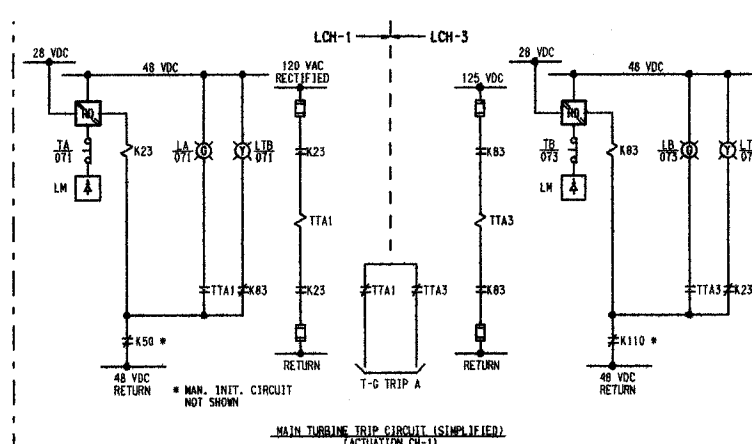 LCH-1 LCH-3
28 VDC
48 VDC
120 VAC
RECTIFIED
125 VDC
28 VDC
48 VDC
TA
071
K23
LA
071
G
Y
LTB
071
K23
K83
TB
073
K83
LB
073
G
Y
LM
A
TTA1
TTA3
LM
A
TTA1
K83
K23
TTA1
TTA3
K83
TTA3
K23
K50 *
K110 *
48 VDC
RETURN
* MAN. INIT. CIRCUIT
NOT SHOWN
RETURN
T-G TRIP A
RETURN
48 VDC
RETURN
MAIN TURBINE TRIP CIRCUIT (SIMPLIFIED)
(ACTUATION CH-1)